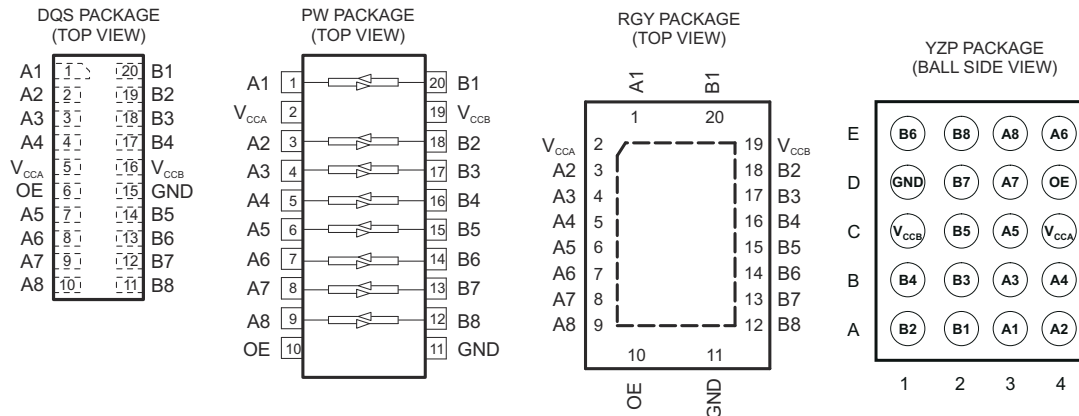 DQS PACKAGE
(TOP VIEW)
A1 1 20 B1
A2 2 19 B2
A3 3 18 B3
A4 4 17 B4
VCCA 5 16 VCCB
OE 6 15 GND
A5 7 14 B5
A6 8 13 B6
A7 9 12 B7
A8 10 11 B8
PW PACKAGE
(TOP VIEW)
A1 1 20 B1
VCCA 2 19 VCCB
A2 3 18 B2
A3 4 17 B3
A4 5 16 B4
A5 6 15 B5
A6 7 14 B6
A7 8 13 B7
A8 9 12 B8
OE 10 11 GND
RGY PACKAGE
(TOP VIEW)
A1 B1
1 20
VCCA 2 19 VCCB
A2 3 18 B2
A3 4 17 B3
A4 5 16 B4
A5 6 15 B5
A6 7 14 B6
A7 8 13 B7
A8 9 12 B8
10 11
OE GND
YZP PACKAGE
(BALL SIDE VIEW)
E B6 B8 A8 A6
D GND B7 A7 OE
C VCCB B5 A5 VCCA
B B4 B3 A3 A4
A B2 B1 A1 A2
1 2 3 4